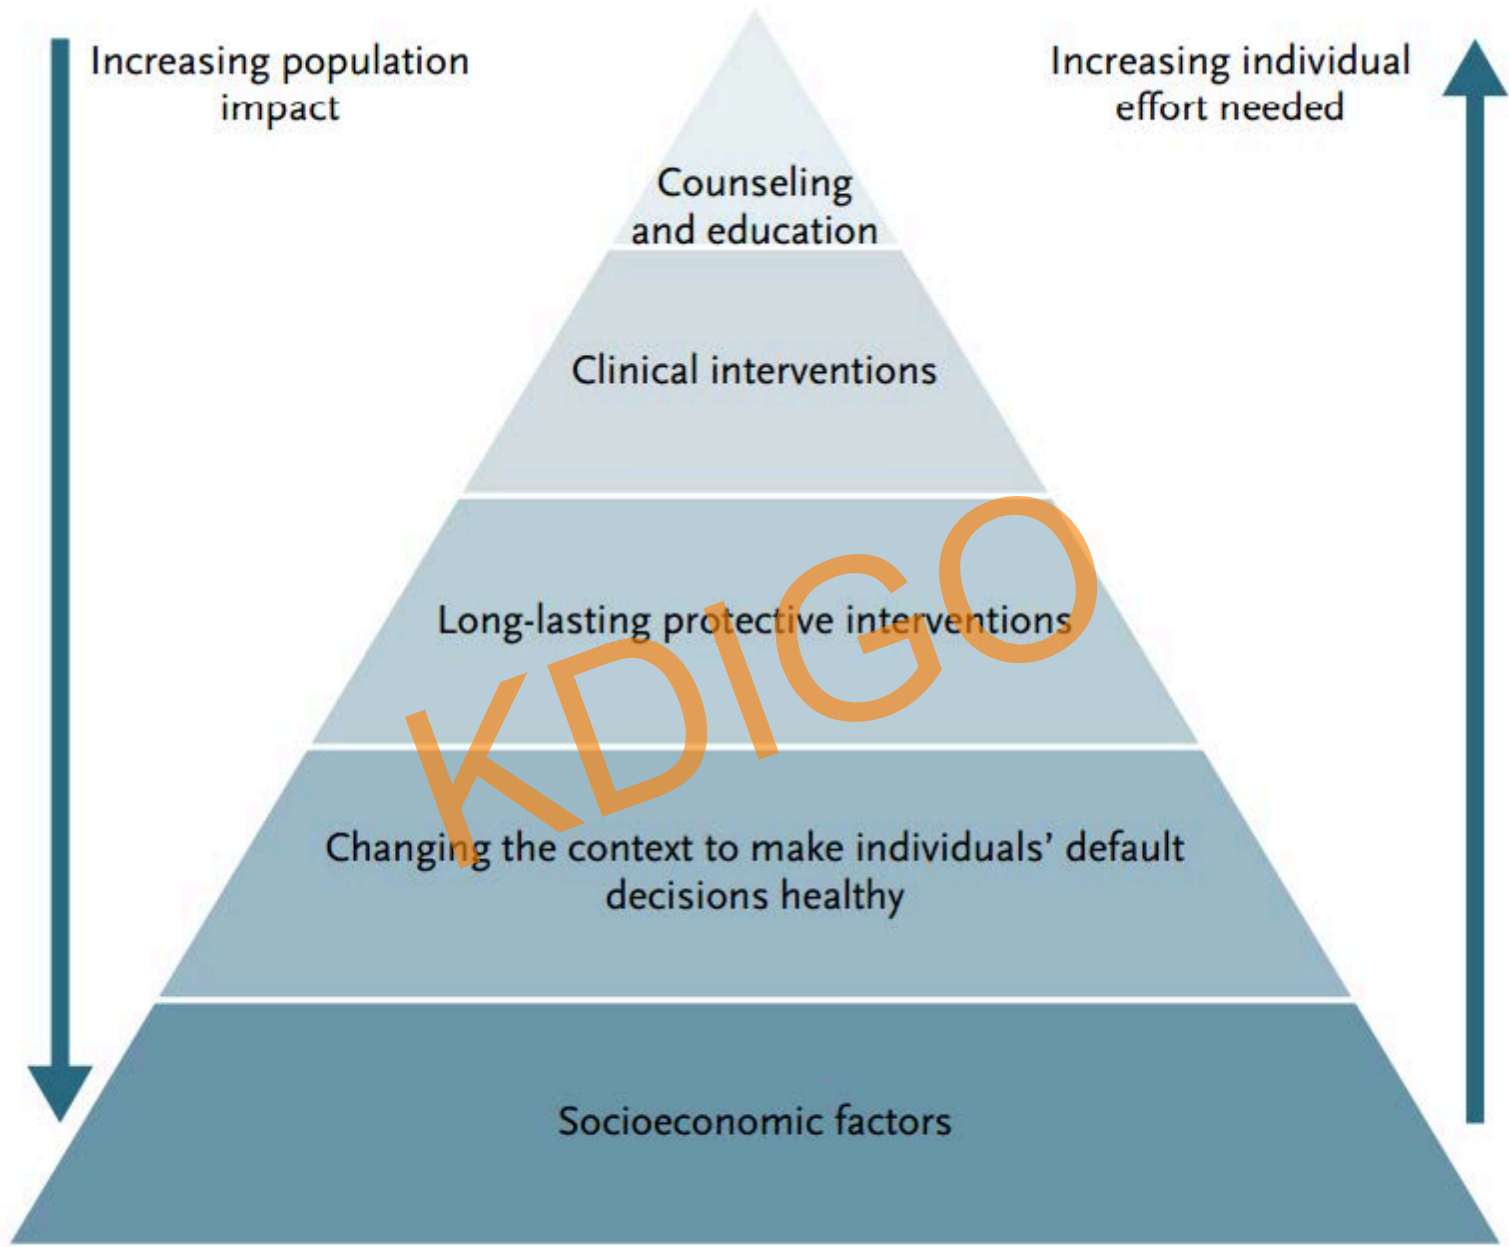 Increasing population
impact
Increasing individual
effort needed
Counseling
and education
Clinical interventions
Long-lasting protective interventions
KDIGO
Changing the context to make individuals’ default
decisions healthy
Socioeconomic factors